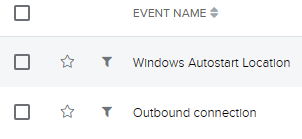 EVENT NAME
Windows Autostart Location
Outbound connection